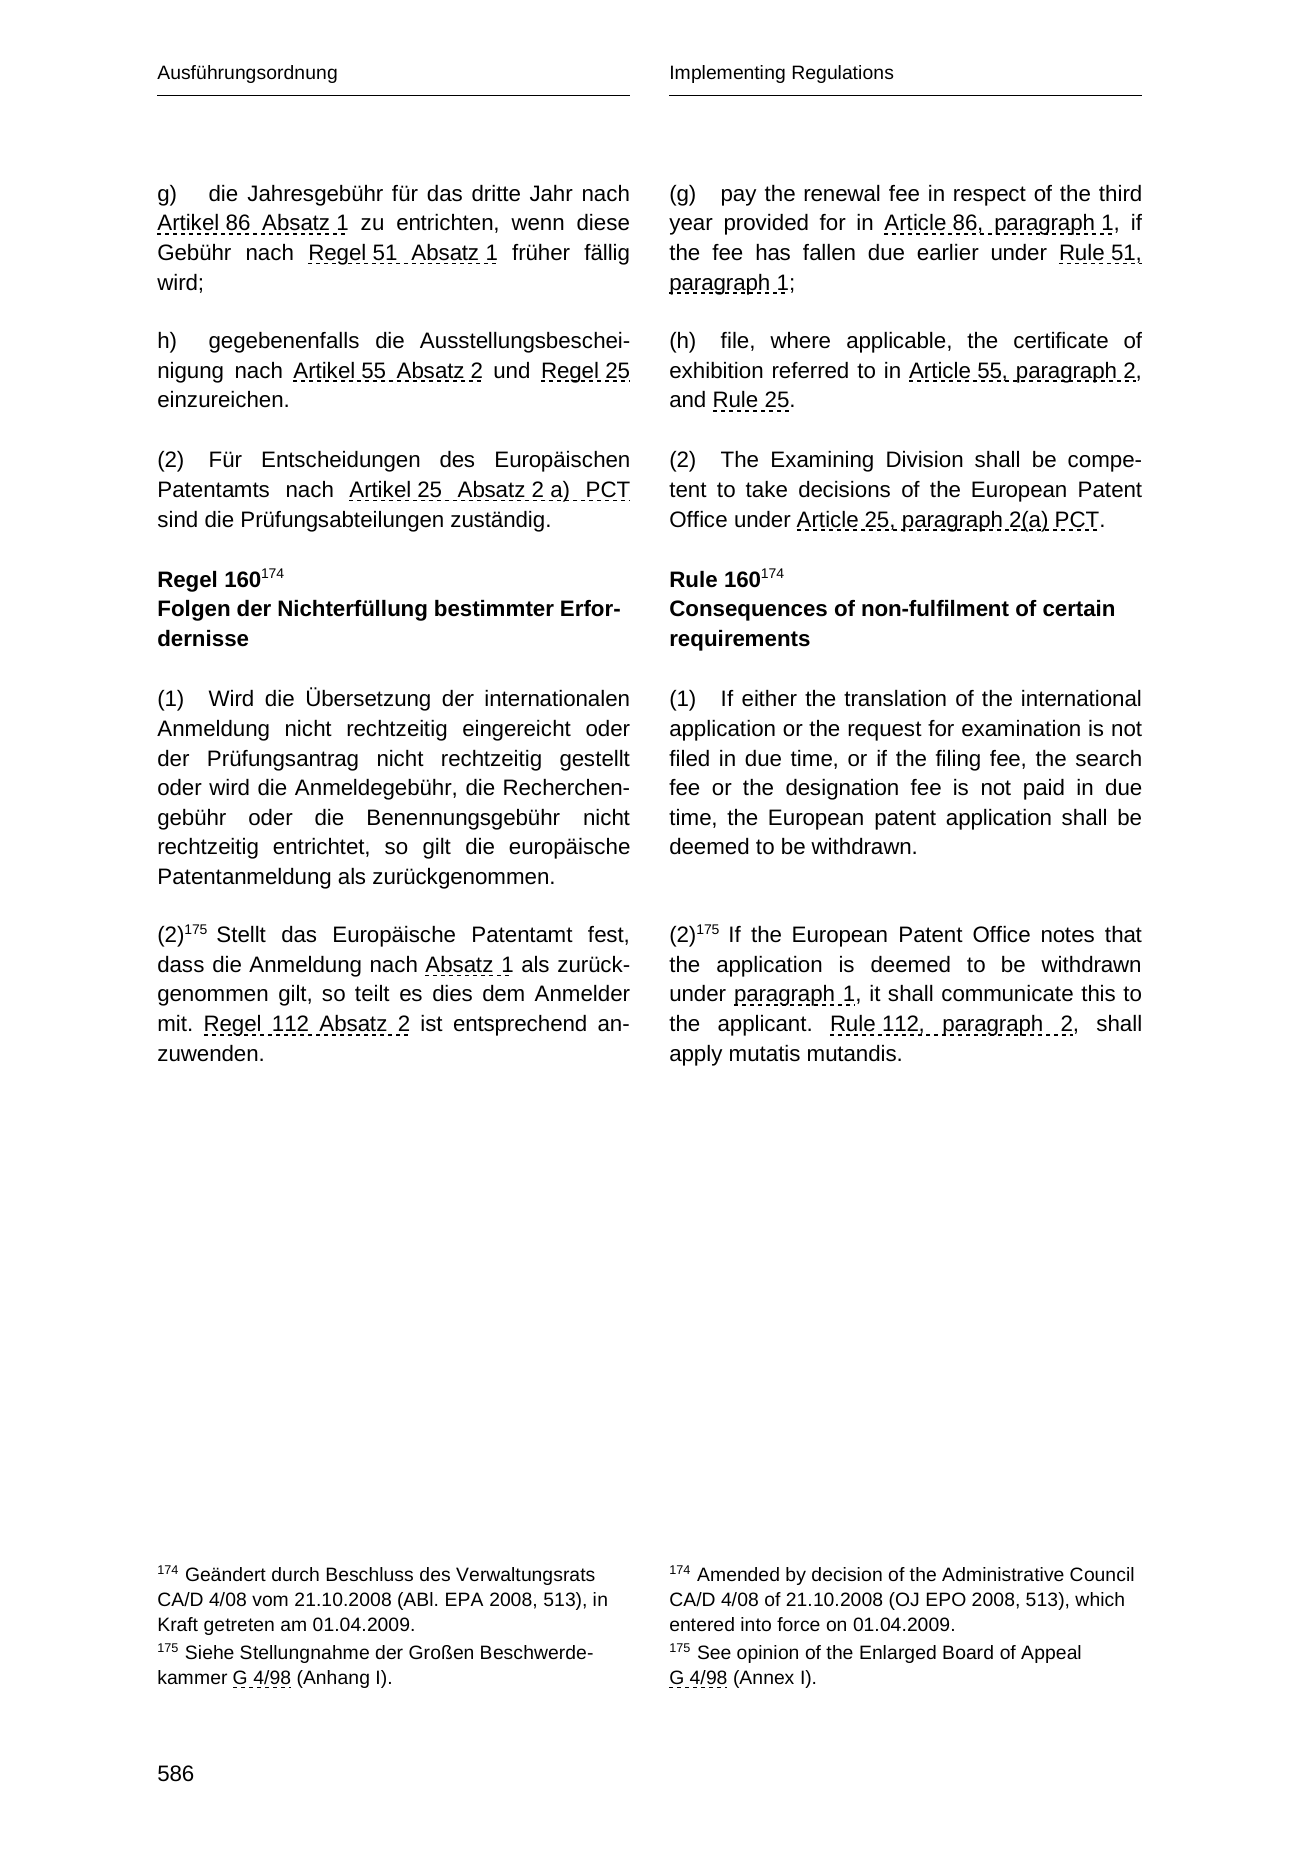 Ausführungsordnung
g) die Jahresgebühr für das dritte Jahr nach
Artikel 86 Absatz 1 zu entrichten, wenn diese
Gebühr nach Regel 51 Absatz 1 früher fällig
wird;
h) gegebenenfalls die Ausstellungsbeschei-
nigung nach Artikel 55 Absatz 2 und Regel 25
einzureichen.
(2) Für Entscheidungen des Europäischen
Patentamts nach Artikel 25 Absatz 2 a) PCT
sind die Prüfungsabteilungen zuständig.
Regel 160174
Folgen der Nichterfüllung bestimmter Erfor-
dernisse
(1) Wird die Übersetzung der internationalen
Anmeldung nicht rechtzeitig eingereicht oder
der Prüfungsantrag nicht rechtzeitig gestellt
oder wird die Anmeldegebühr, die Recherchen-
gebühr oder die Benennungsgebühr nicht
rechtzeitig entrichtet, so gilt die europäische
Patentanmeldung als zurückgenommen.
(2)175 Stellt das Europäische Patentamt fest,
dass die Anmeldung nach Absatz 1 als zurück-
genommen gilt, so teilt es dies dem Anmelder
mit. Regel 112 Absatz 2 ist entsprechend an-
zuwenden.
174 Geändert durch Beschluss des Verwaltungsrats
CA/D 4/08 vom 21.10.2008 (ABl. EPA 2008, 513), in
Kraft getreten am 01.04.2009.
175 Siehe Stellungnahme der Großen Beschwerde-
kammer G 4/98 (Anhang I).
Implementing Regulations
(g) pay the renewal fee in respect of the third
year provided for in Article 86, paragraph 1, if
the fee has fallen due earlier under Rule 51,
paragraph 1;
(h) file, where applicable, the certificate of
exhibition referred to in Article 55, paragraph 2,
and Rule 25.
(2) The Examining Division shall be compe-
tent to take decisions of the European Patent
Office under Article 25, paragraph 2(a) PCT.
Rule 160174
Consequences of non-fulfilment of certain
requirements
(1) If either the translation of the international
application or the request for examination is not
filed in due time, or if the filing fee, the search
fee or the designation fee is not paid in due
time, the European patent application shall be
deemed to be withdrawn.
(2)175 If the European Patent Office notes that
the application is deemed to be withdrawn
under paragraph 1, it shall communicate this to
the applicant. Rule 112, paragraph 2, shall
apply mutatis mutandis.
174 Amended by decision of the Administrative Council
CA/D 4/08 of 21.10.2008 (OJ EPO 2008, 513), which
entered into force on 01.04.2009.
175 See opinion of the Enlarged Board of Appeal
G 4/98 (Annex I).
586